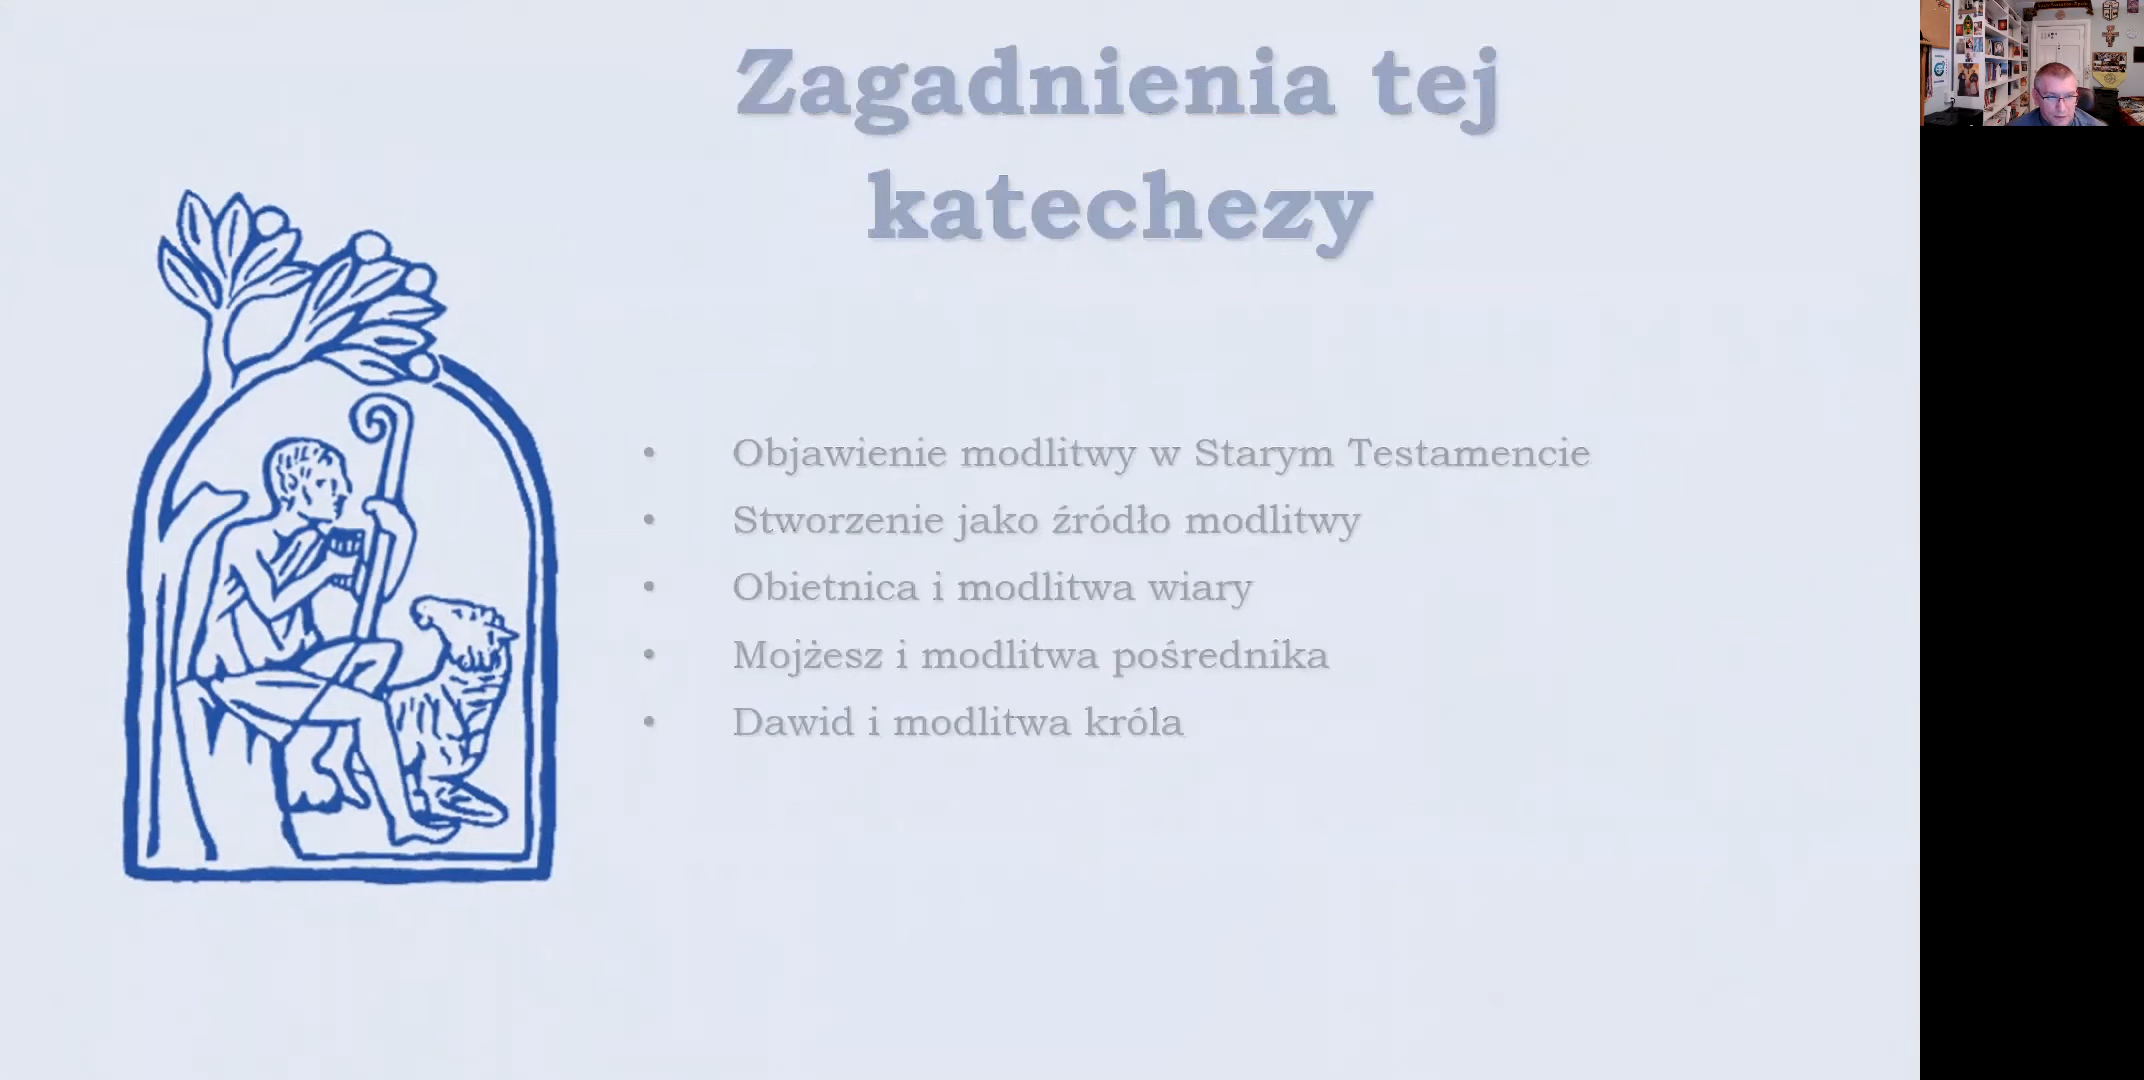 Zagadnienia tej
katechezy
• Objawienie modlitwy w Starym Testamencie
• Stworzenie jako źródło modlitwy
• Obietnica i modlitwa wiary
• Mojżesz i modlitwa pośrednika
• Dawid i modlitwa króla